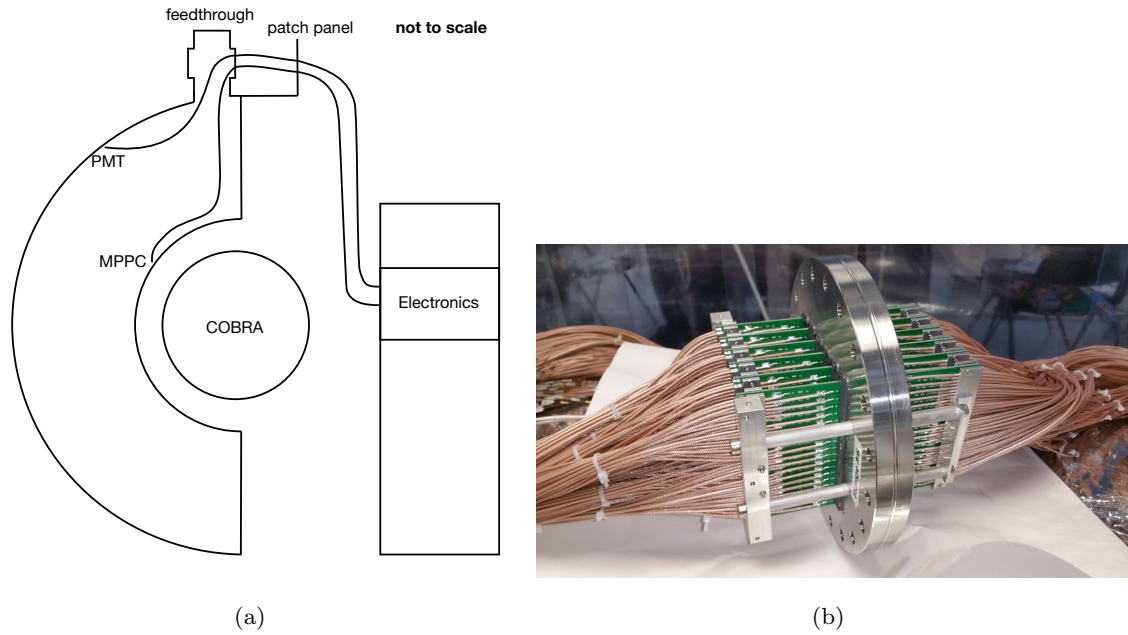 feedthrough
patch panel
not to scale
PMT
MPPC
COBRA
Electronics
(a)
(b)